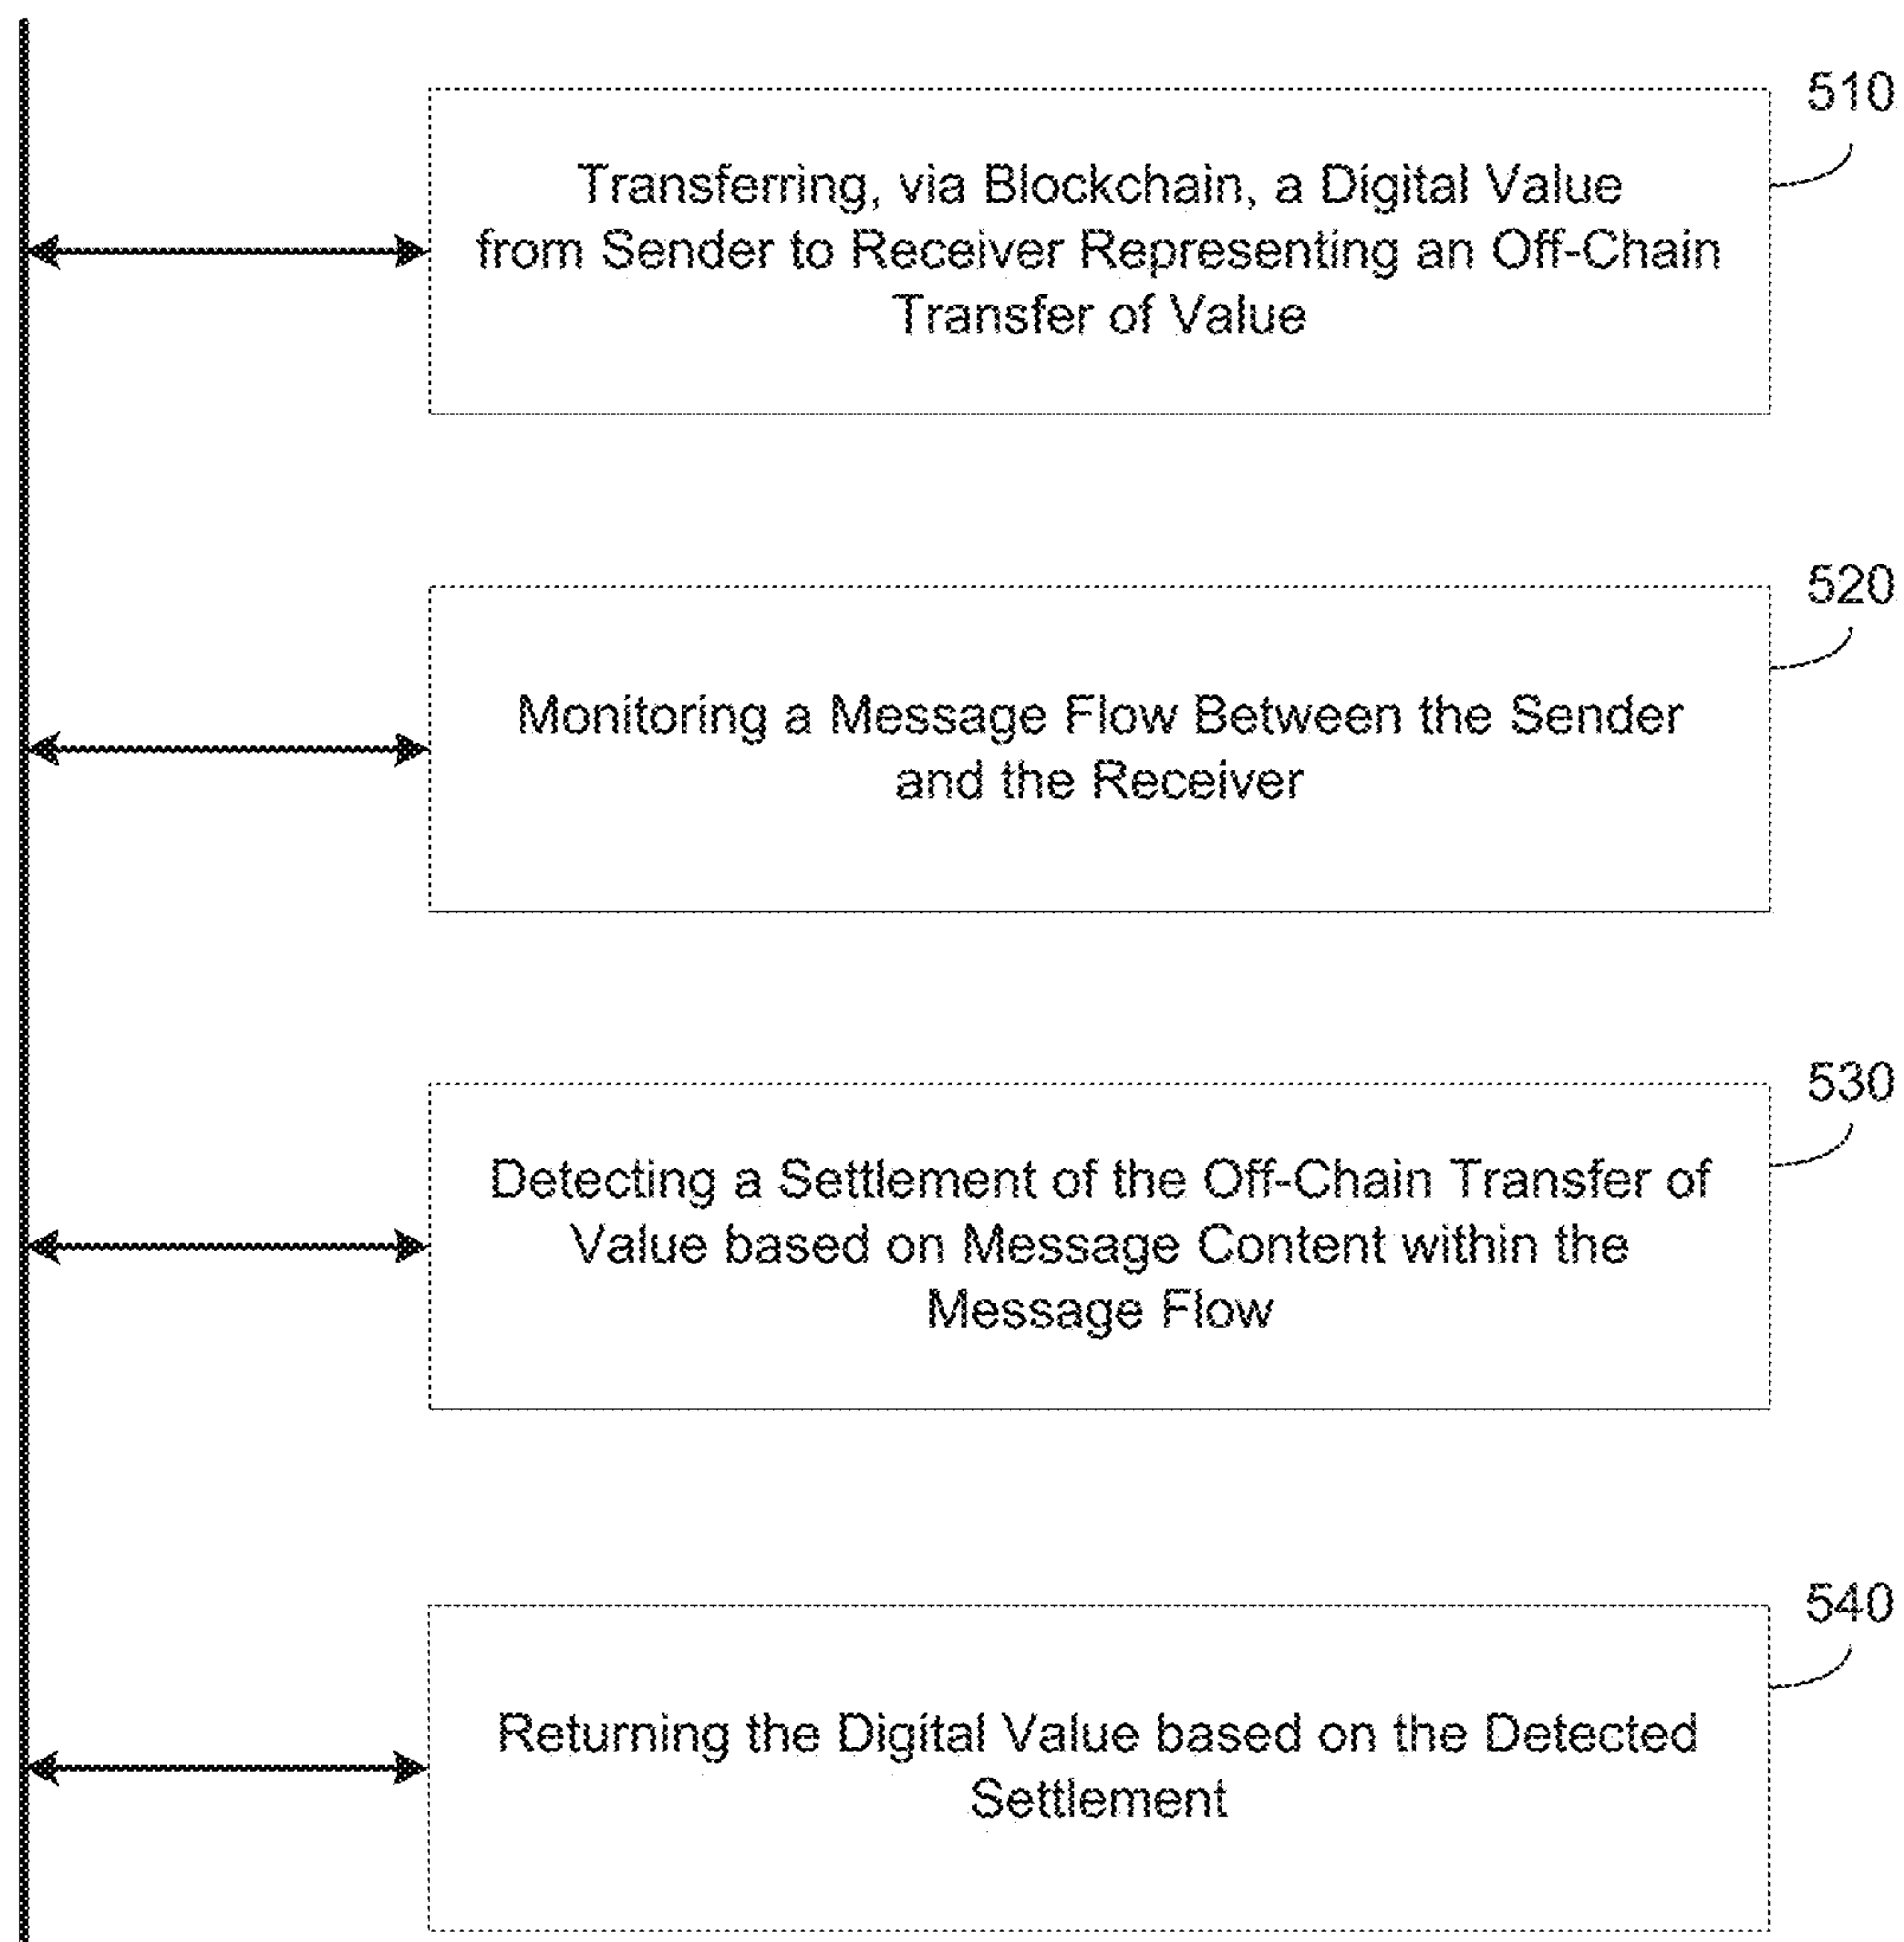 510
Transferring, via Blockchain, a Digital Value
from Sender to Receiver Representing an Off-Chain
Transfer of Value
520
Monitoring a Message Flow Between the Sender
and the Receiver
530
Detecting a Settlement of the Off-Chain Transfer of
Value based on Message Content within the
Message Flow
540
Returning the Digital Value based on the Detected
Settlement